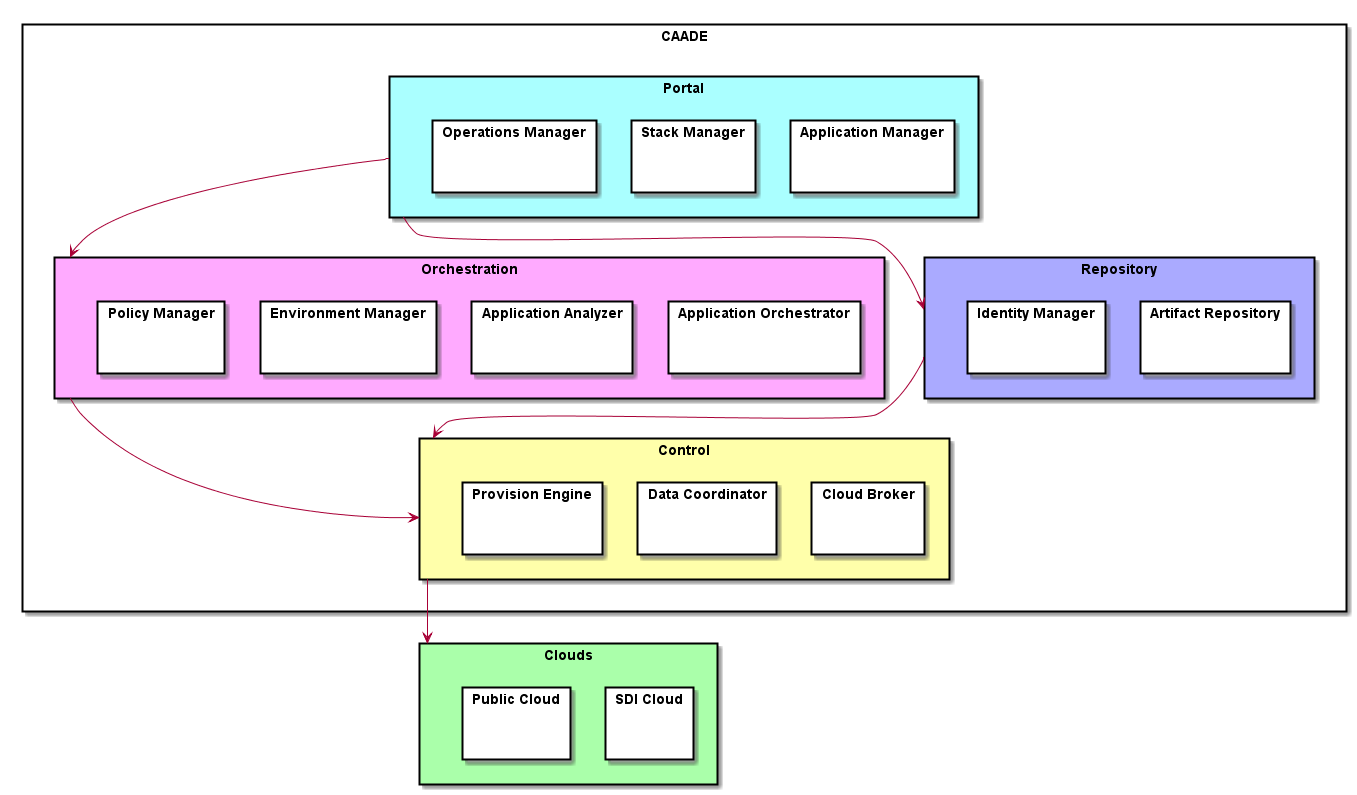 CAADE
Portal
Operations Manager
Stack Manager
Application Manager
Orchestration
Policy Manager
Environment Manager
Application Analyzer
Application Orchestrator
Repository
Identity Manager
Artifact Repository
Control
Provision Engine
Data Coordinator
Cloud Broker
Clouds
Public Cloud
SDI Cloud